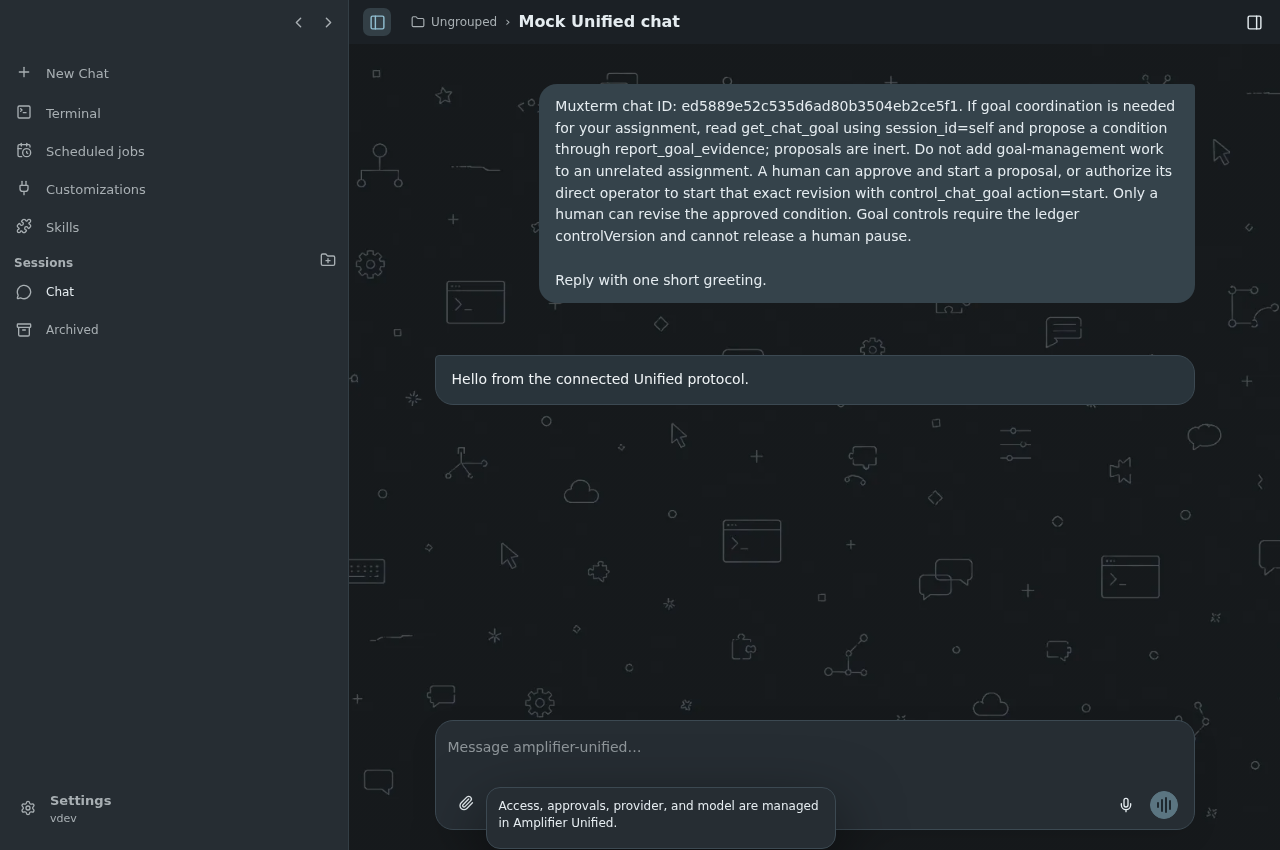 Ungrouped › Mock Unified chat
New Chat
Terminal
Scheduled jobs
Customizations
Skills
Sessions
Chat
Archived
Settings
vdev
Muxterm chat ID: ed5889e52c535d6ad80b3504eb2ce5f1. If goal coordination is needed
for your assignment, read get_chat_goal using session_id=self and propose a condition
through report_goal_evidence; proposals are inert. Do not add goal-management work
to an unrelated assignment. A human can approve and start a proposal, or authorize its
direct operator to start that exact revision with control_chat_goal action=start. Only a
human can revise the approved condition. Goal controls require the ledger
controlVersion and cannot release a human pause.
Reply with one short greeting.
Hello from the connected Unified protocol.
Message amplifier-unified…
Access, approvals, provider, and model are managed
in Amplifier Unified.